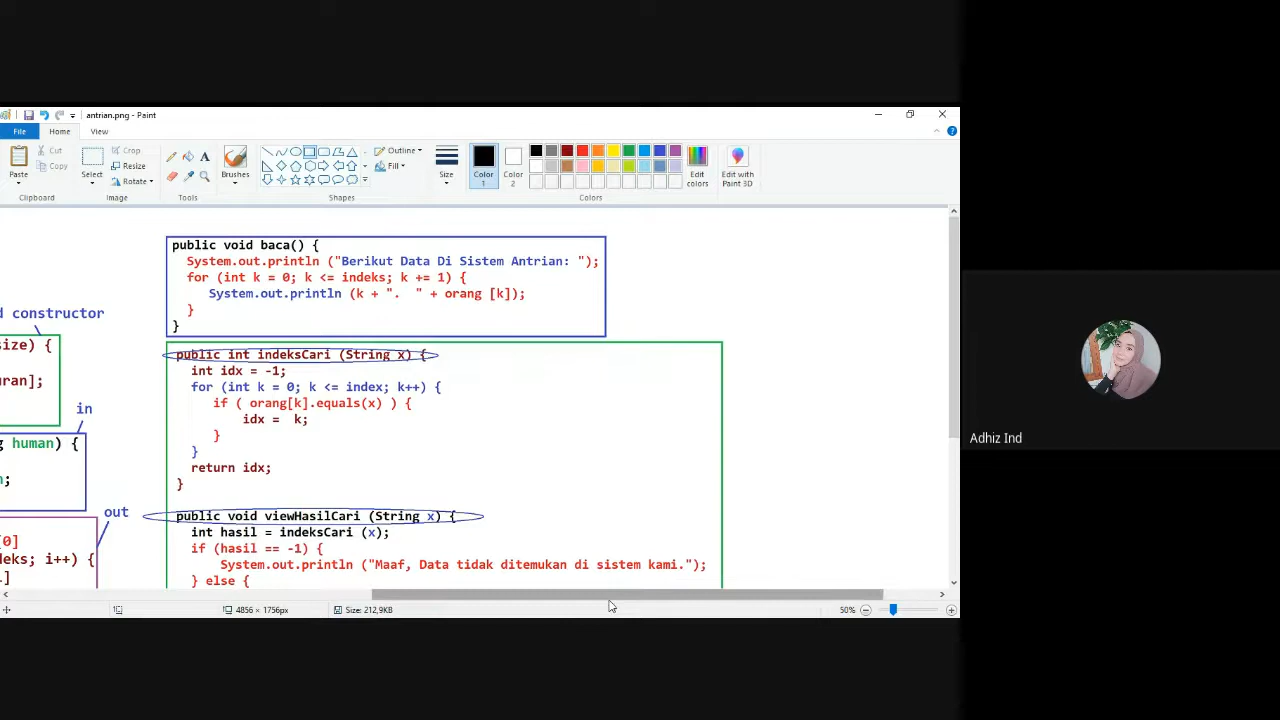 antrian.png - Paint
File Home View
Paste
Cut
Copy
Clipboard
Select
Crop
Resize
Rotate
Image
Tools
Brushes
Shapes
Outline
Fill
Size
Color 1
Color 2
Edit colors
Edit with Paint 3D
Colors
d constructor
size) {
uran];
in
g human) {
n;
out
[0]
deks; i++) {
i]
public void baca() {
System.out.println ("Berikut Data Di Sistem Antrian: ");
for (int k = 0; k <= indeks; k += 1) {
System.out.println (k + ".  " + orang [k]);
}
}
public int indeksCari (String x) {
int idx = -1;
for (int k = 0; k <= index; k++) {
if ( orang[k].equals(x) ) {
idx =  k;
}
}
return idx;
}
public void viewHasilCari (String x) {
int hasil = indeksCari (x);
if (hasil == -1) {
System.out.println ("Maaf, Data tidak ditemukan di sistem kami.");
} else {
4856 × 1756px
Size: 212,9KB
50%
Adhiz Ind